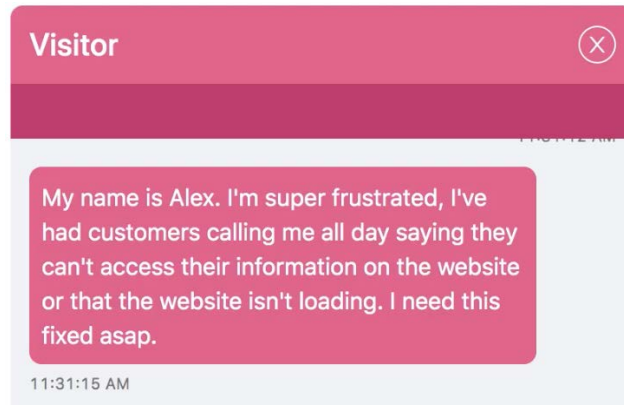 Visitor
My name is Alex. I'm super frustrated, I've
had customers calling me all day saying they
can't access their information on the website
or that the website isn't loading. I need this
fixed asap.
11:31:15 AM